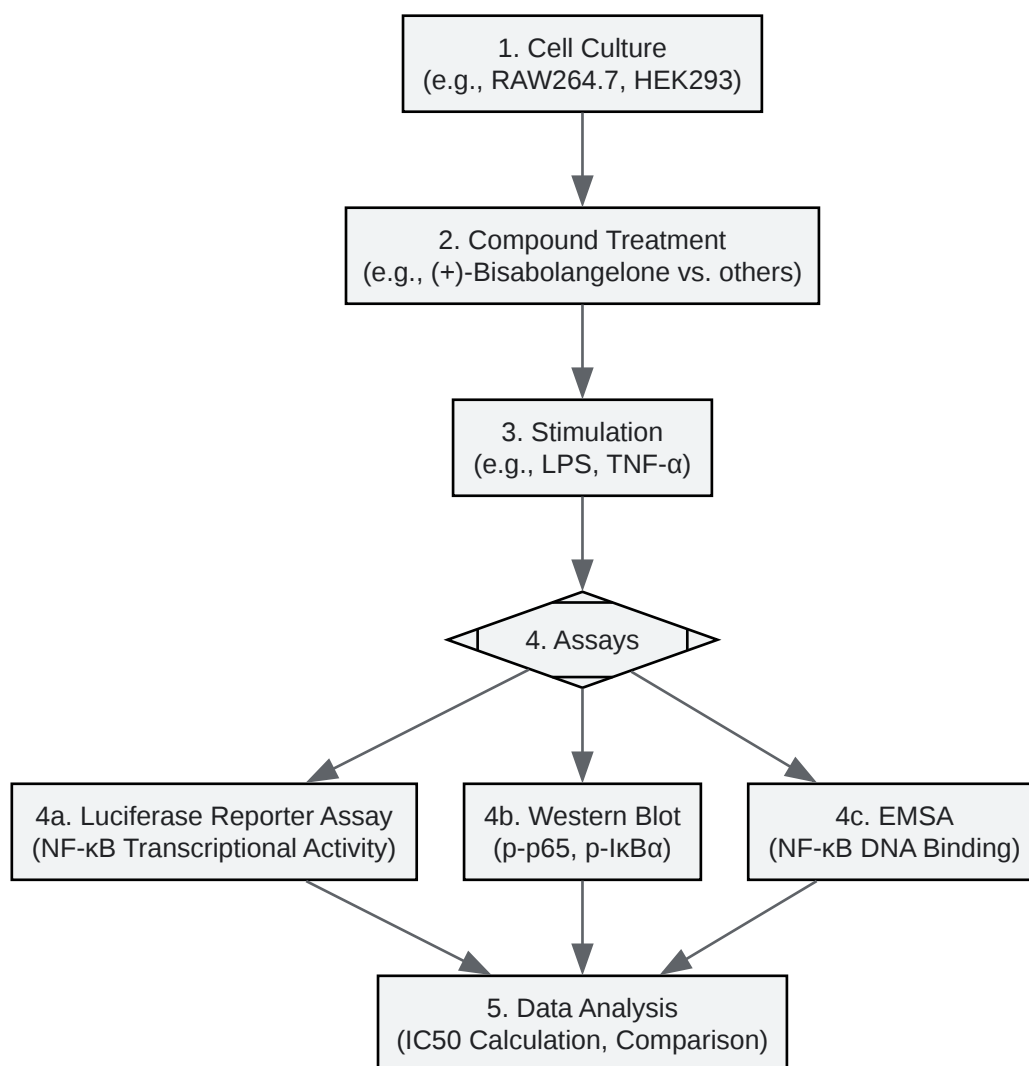 1. Cell Culture
(e.g., RAW264.7, HEK293)
2. Compound Treatment
(e.g., (+)-Bisabolangelone vs. others)
3. Stimulation
(e.g., LPS, TNF-α)
4. Assays
4a. Luciferase Reporter Assay
(NF-κB Transcriptional Activity)
4b. Western Blot
(p-p65, p-IκBα)
4c. EMSA
(NF-κB DNA Binding)
5. Data Analysis
(IC50 Calculation, Comparison)